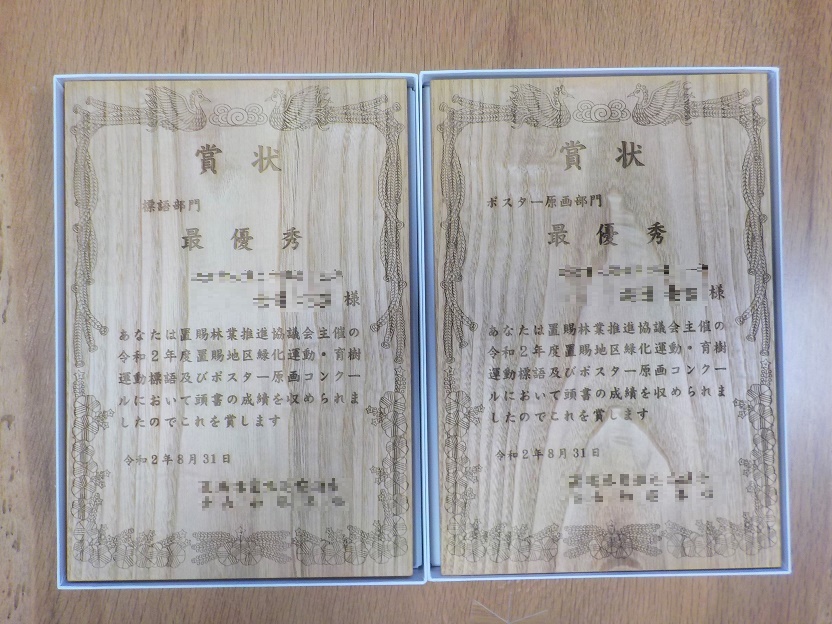 賞状
標語部門
最優秀
様
あなたは置賜林業推進協議会主催の
令和2年度置賜地区緑化運動・育樹
運動標語及びポスター原画コンクー
ルにおいて頭書の成績を収められま
したのでこれを賞します
令和2年8月31日
賞状
ポスター原画部門
最優秀
様
あなたは置賜林業推進協議会主催の
令和2年度置賜地区緑化運動・育樹
運動標語及びポスター原画コンクー
ルにおいて頭書の成績を収められま
したのでこれを賞します
令和2年8月31日